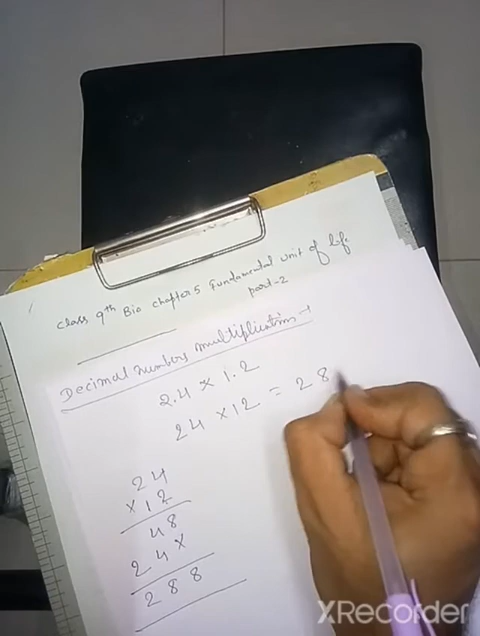 Class 9th Bio chapter 5 Fundamental unit of life
part-2
Decimal numbers multiplication →
2.4 × 1.2
24 × 12 = 28
24
× 12
48
24 ×
288
XRecorder